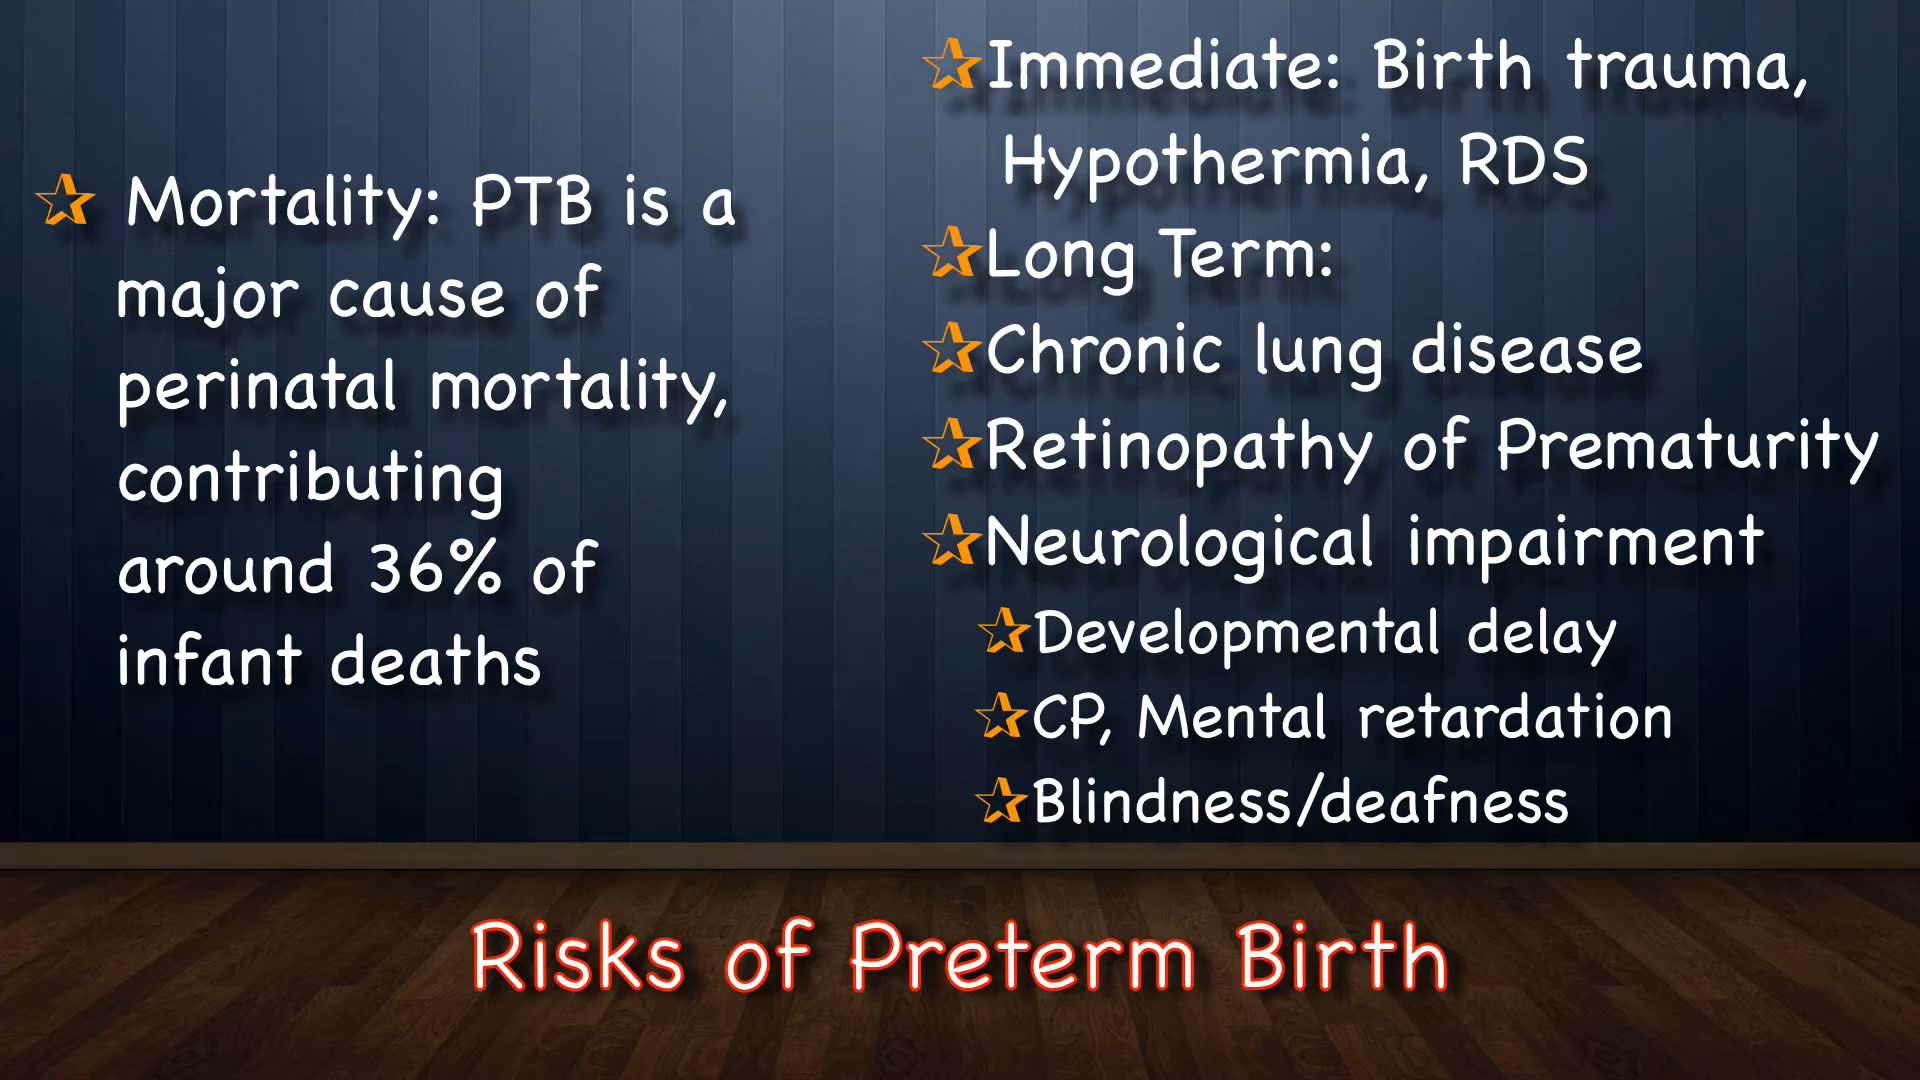 Mortality: PTB is a
major cause of
perinatal mortality,
contributing
around 36% of
infant deaths
Immediate: Birth trauma,
Hypothermia, RDS
Long Term:
Chronic lung disease
Retinopathy of Prematurity
Neurological impairment
Developmental delay
CP, Mental retardation
Blindness/deafness
Risks of Preterm Birth